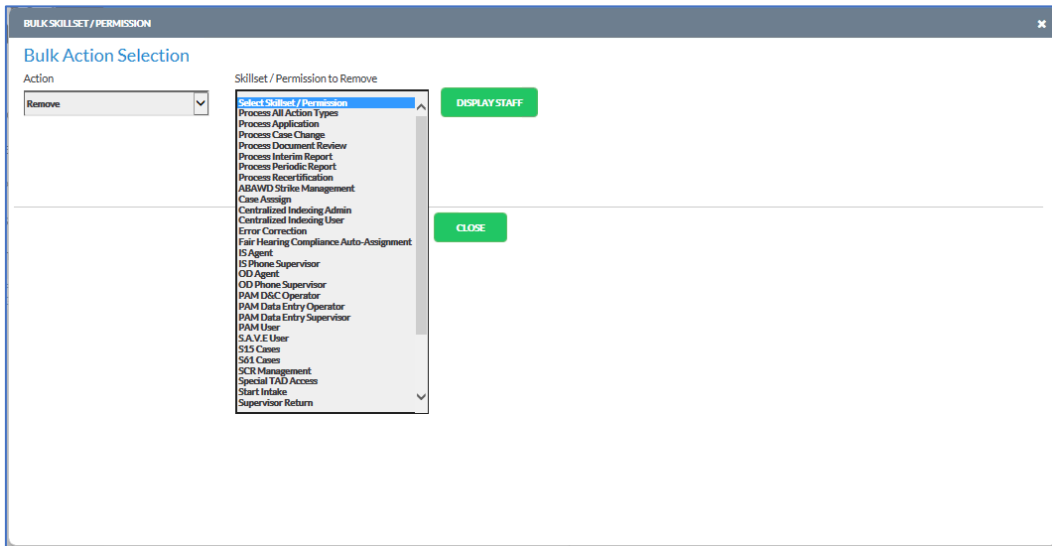 BULK SKILLSET / PERMISSION
Bulk Action Selection
Action
Skillset / Permission to Remove
Remove
DISPLAY STAFF
Select Skillset / Permission
Process All Action Types
Process Application
Process Case Change
Process Document Review
Process Interim Report
Process Periodic Report
Process Recertification
ABAWD Strike Management
Case Asssign
Centralized Indexing Admin
Centralized Indexing User
Error Correction
Fair Hearing Compliance Auto-Assignment
IS Agent
IS Phone Supervisor
OD Agent
OD Phone Supervisor
PAM D&C Operator
PAM Data Entry Operator
PAM Data Entry Supervisor
PAM User
S.A.V.E User
S15 Cases
S61 Cases
SCR Management
Special TAD Access
Start Intake
Supervisor Return
CLOSE